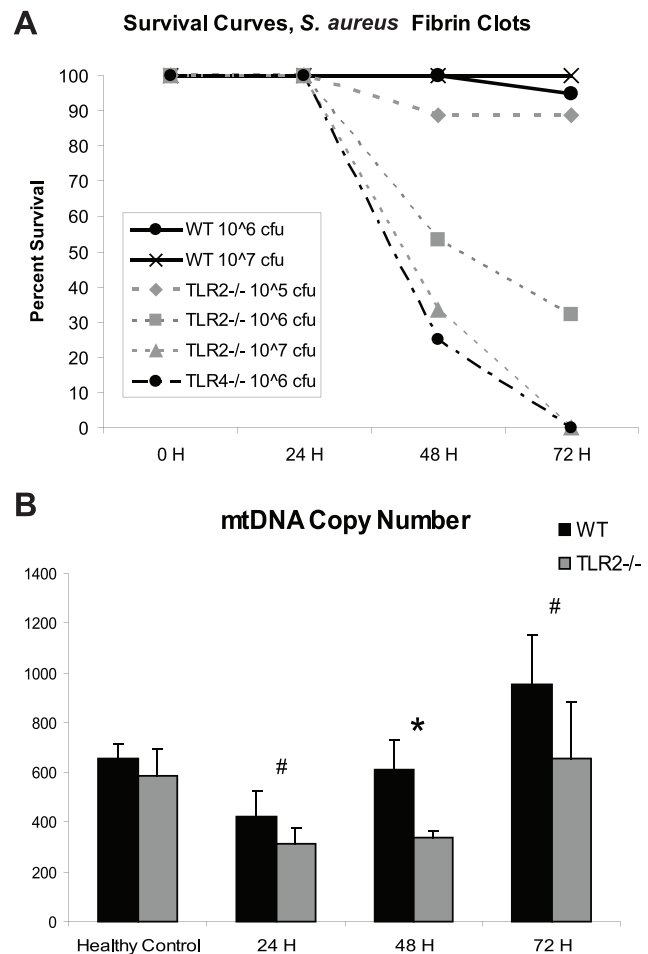 A
Survival Curves, S. aureus Fibrin Clots
Percent Survival
100
90
80
70
60
50
40
30
20
10
0
WT 10^6 cfu
WT 10^7 cfu
TLR2-/- 10^5 cfu
TLR2-/- 10^6 cfu
TLR2-/- 10^7 cfu
TLR4-/- 10^6 cfu
0 H 24 H 48 H 72 H
B
mtDNA Copy Number
WT
TLR2-/-
1400
1200
1000
800
600
400
200
0
#
*
#
Healthy Control 24 H 48 H 72 H